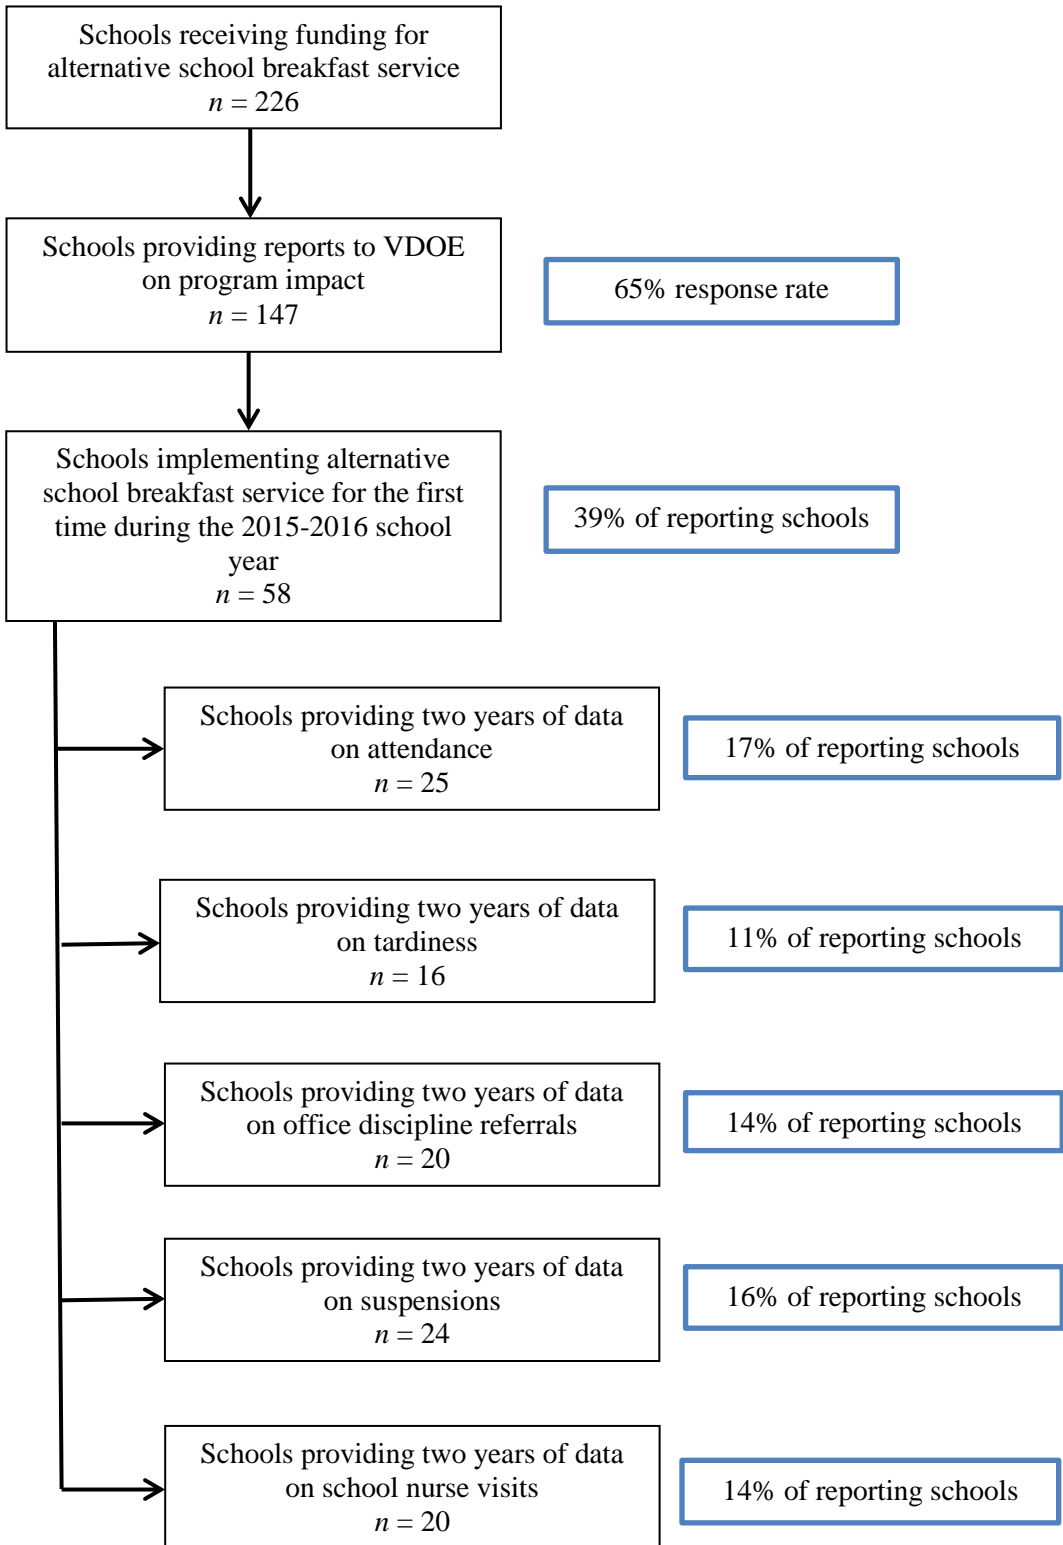 Schools receiving funding for
alternative school breakfast service
n = 226
Schools providing reports to VDOE
on program impact
n = 147
65% response rate
Schools implementing alternative
school breakfast service for the first
time during the 2015-2016 school
year
n = 58
39% of reporting schools
Schools providing two years of data
on attendance
n = 25
17% of reporting schools
Schools providing two years of data
on tardiness
n = 16
11% of reporting schools
Schools providing two years of data
on office discipline referrals
n = 20
14% of reporting schools
Schools providing two years of data
on suspensions
n = 24
16% of reporting schools
Schools providing two years of data
on school nurse visits
n = 20
14% of reporting schools